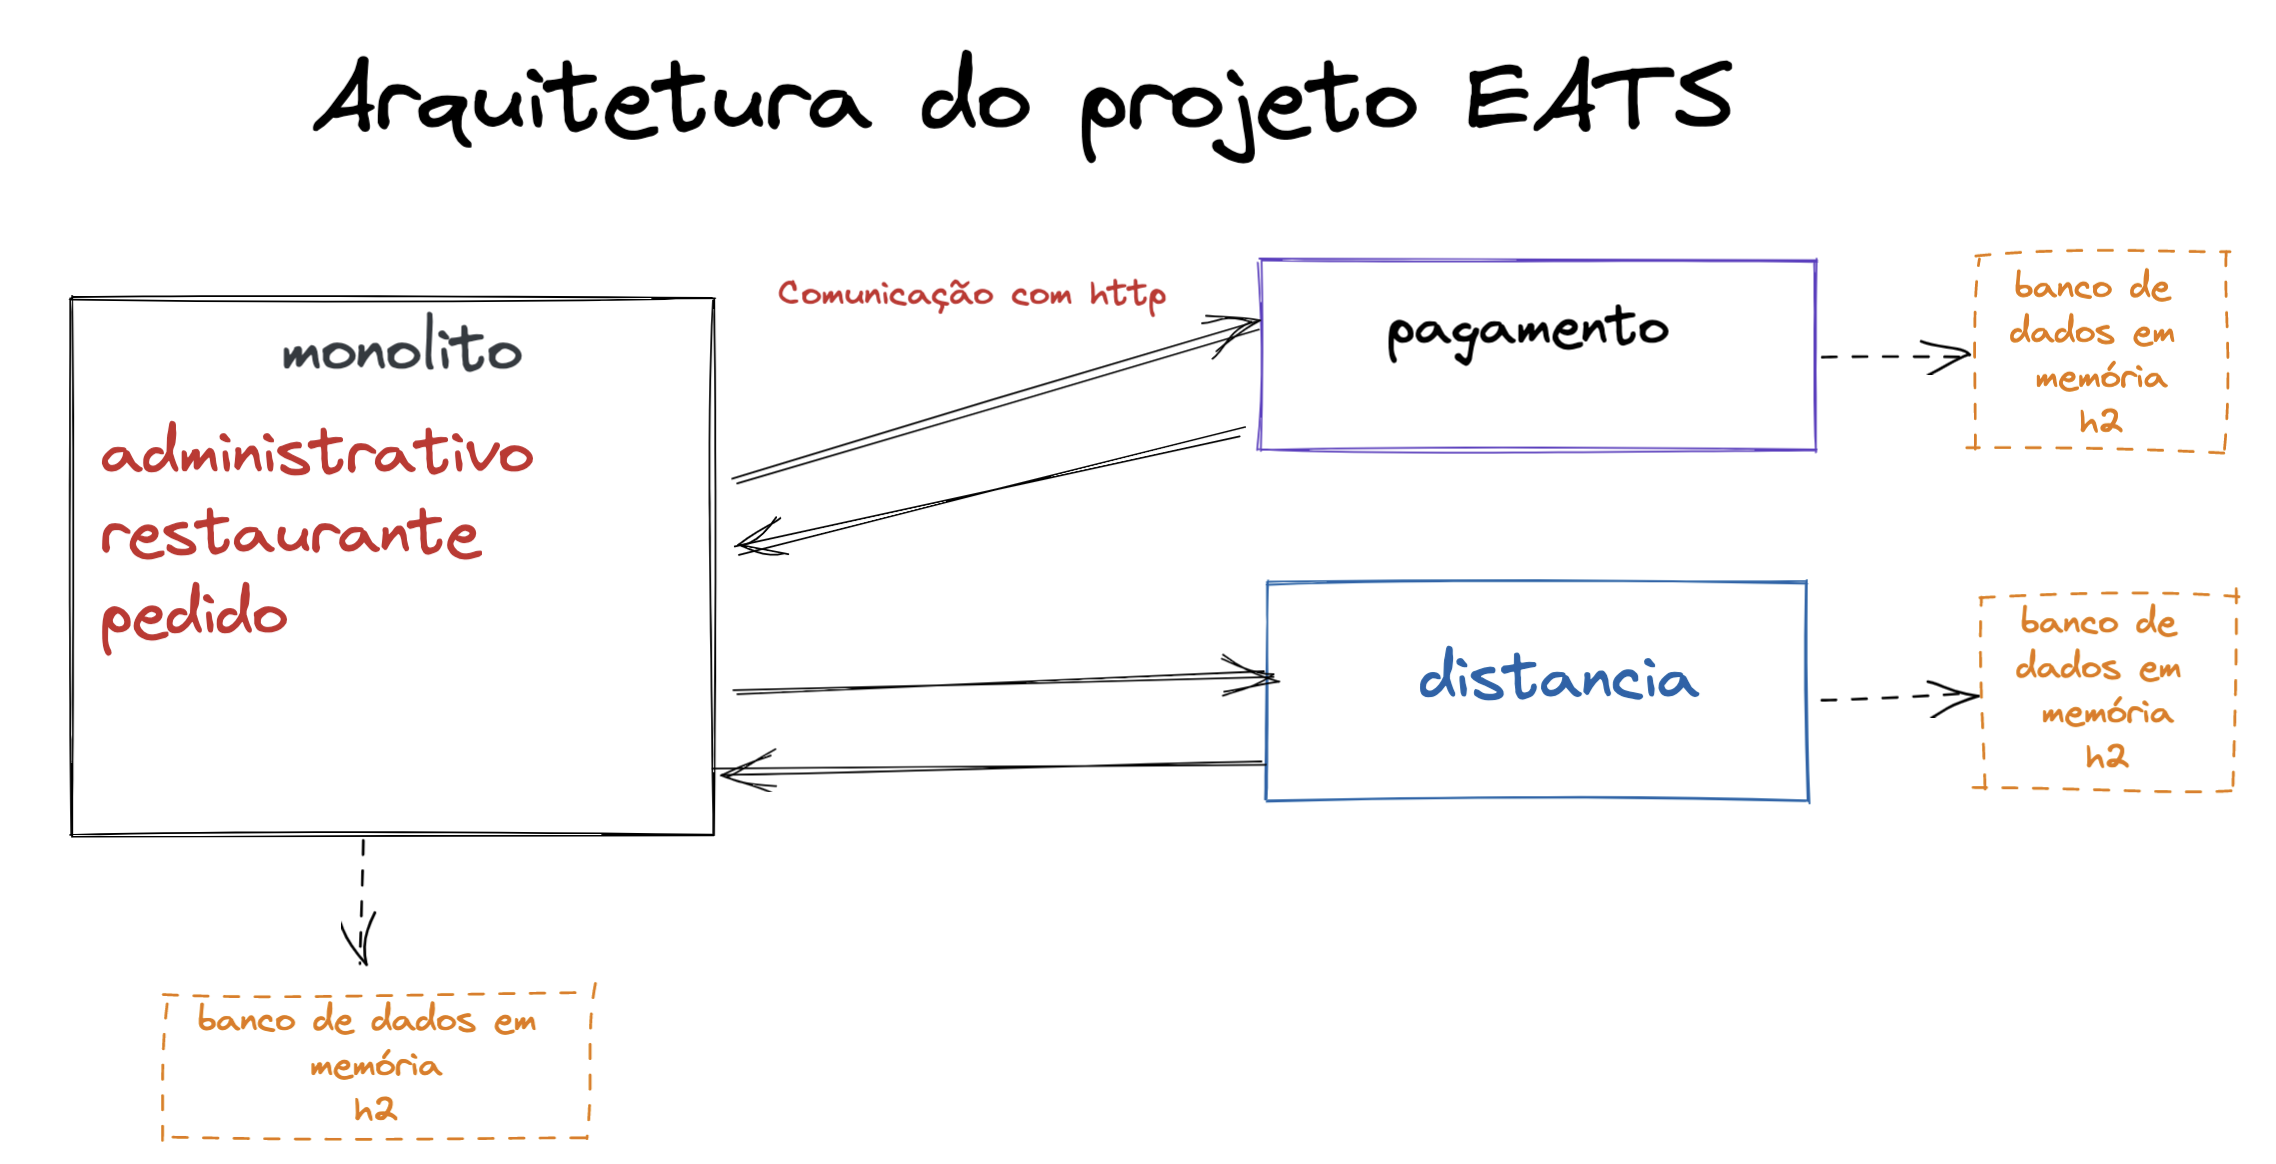 Arquitetura do projeto EATS
monolito
administrativo
restaurante
pedido
Comunicação com http
pagamento
banco de
dados em
memória
h2
distancia
banco de
dados em
memória
h2
banco de dados em
memória
h2